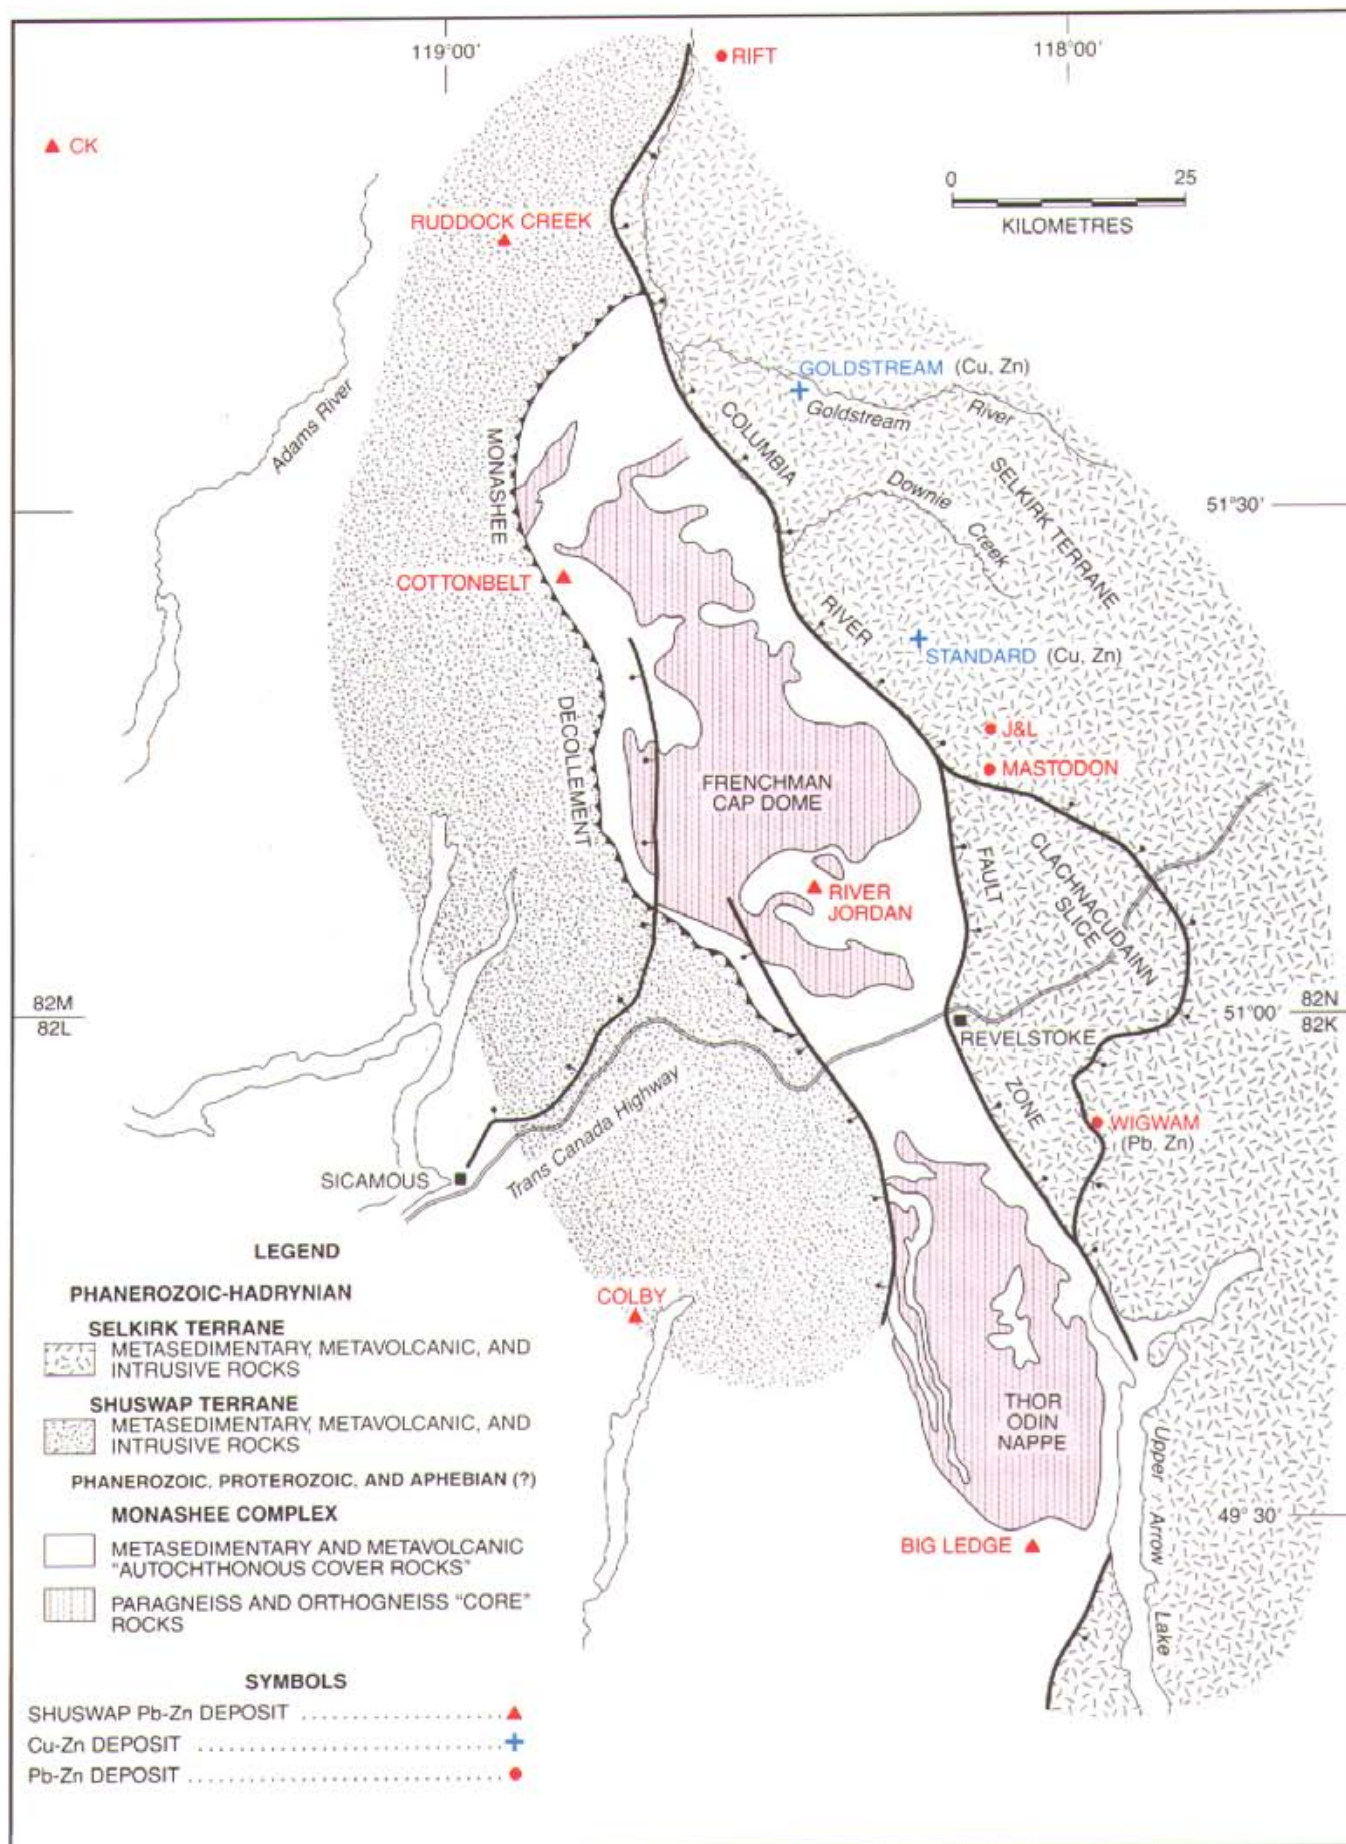 119°00'
118°00'
RIFT
CK
0 25
KILOMETRES
RUDDOCK CREEK
GOLDSTREAM (Cu, Zn)
Goldstream River
Adams River
COLUMBIA
MONASHEE
SELKIRK TERRANE
Downie Creek
51°30'
COTTONBELT
RIVER
STANDARD (Cu, Zn)
DÉCOLLEMENT
J&L
MASTODON
FRENCHMAN
CAP DOME
FAULT
CLACHNACUDAINN
SLICE
RIVER
JORDAN
82M
82L
51°00'
82N
82K
REVELSTOKE
ZONE
Trans Canada Highway
WIGWAM
(Pb, Zn)
SICAMOUS
COLBY
THOR
ODIN
NAPPE
Upper Arrow Lake
49° 30'
BIG LEDGE
LEGEND
PHANEROZOIC-HADRYNIAN
SELKIRK TERRANE
METASEDIMENTARY, METAVOLCANIC, AND
INTRUSIVE ROCKS
SHUSWAP TERRANE
METASEDIMENTARY, METAVOLCANIC, AND
INTRUSIVE ROCKS
PHANEROZOIC, PROTEROZOIC, AND APHEBIAN (?)
MONASHEE COMPLEX
METASEDIMENTARY AND METAVOLCANIC
"AUTOCHTHONOUS COVER ROCKS"
PARAGNEISS AND ORTHOGNEISS "CORE"
ROCKS
SYMBOLS
SHUSWAP Pb-Zn DEPOSIT
Cu-Zn DEPOSIT
Pb-Zn DEPOSIT